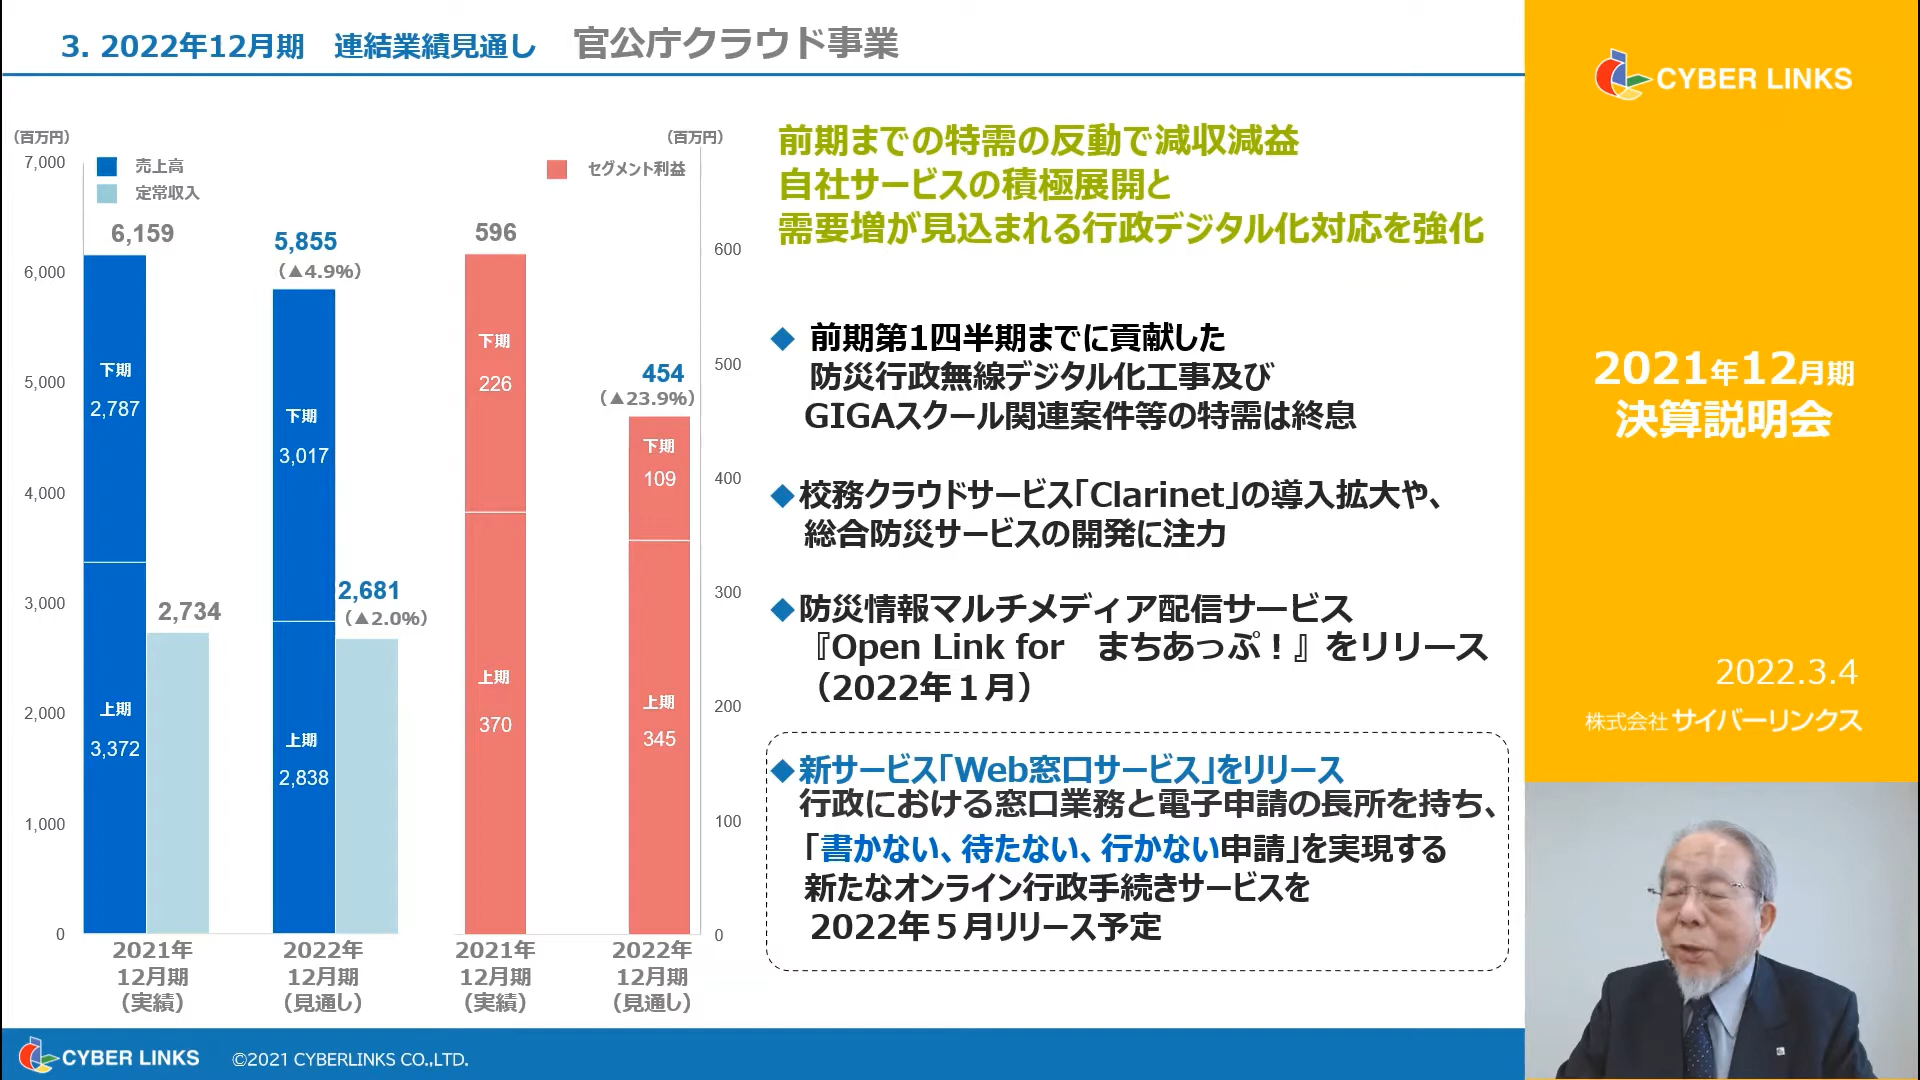 3. 2022年12月期　連結業績見通し　官公庁クラウド事業
（百万円）
7,000
6,000
5,000
4,000
3,000
2,000
1,000
0
売上高
定常収入
6,159
下期
2,787
上期
3,372
2,734
5,855
（▲4.9%）
下期
3,017
上期
2,838
2,681
（▲2.0%）
2021年
12月期
（実績）
2022年
12月期
（見通し）
（百万円）
セグメント利益
596
下期
226
上期
370
454
（▲23.9%）
下期
109
上期
345
600
500
400
300
200
100
0
2021年
12月期
（実績）
2022年
12月期
（見通し）
前期までの特需の反動で減収減益
自社サービスの積極展開と
需要増が見込まれる行政デジタル化対応を強化
◆ 前期第1四半期までに貢献した
防災行政無線デジタル化工事及び
GIGAスクール関連案件等の特需は終息
◆校務クラウドサービス「Clarinet」の導入拡大や、
総合防災サービスの開発に注力
◆防災情報マルチメディア配信サービス
『Open Link for　まちあっぷ！』をリリース
（2022年１月）
◆新サービス「Web窓口サービス」をリリース
行政における窓口業務と電子申請の長所を持ち、
「書かない、待たない、行かない申請」を実現する
新たなオンライン行政手続きサービスを
2022年５月リリース予定
CYBER LINKS
©2021 CYBERLINKS CO.,LTD.
CYBER LINKS
2021年12月期
決算説明会
2022.3.4
株式会社サイバーリンクス